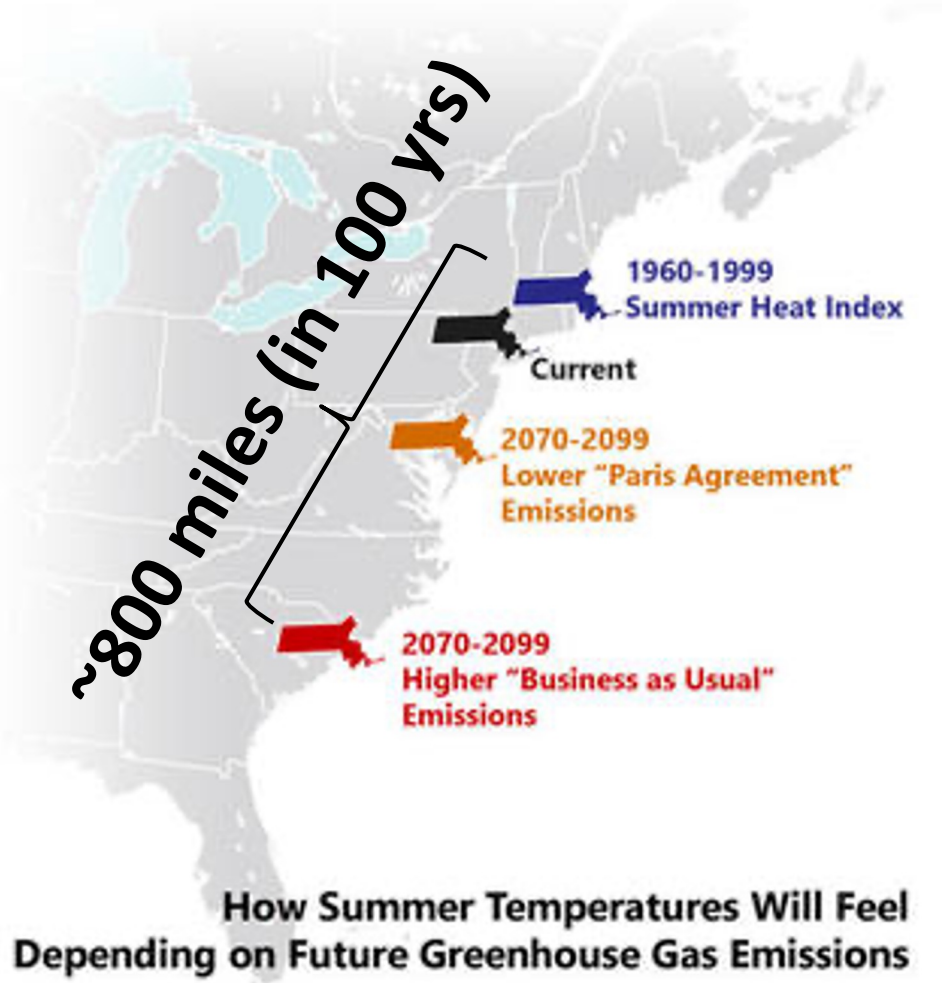 ~800 miles (in 100 yrs)
1960-1999
Summer Heat Index
Current
2070-2099
Lower “Paris Agreement”
Emissions
2070-2099
Higher “Business as Usual”
Emissions
How Summer Temperatures Will Feel
Depending on Future Greenhouse Gas Emissions